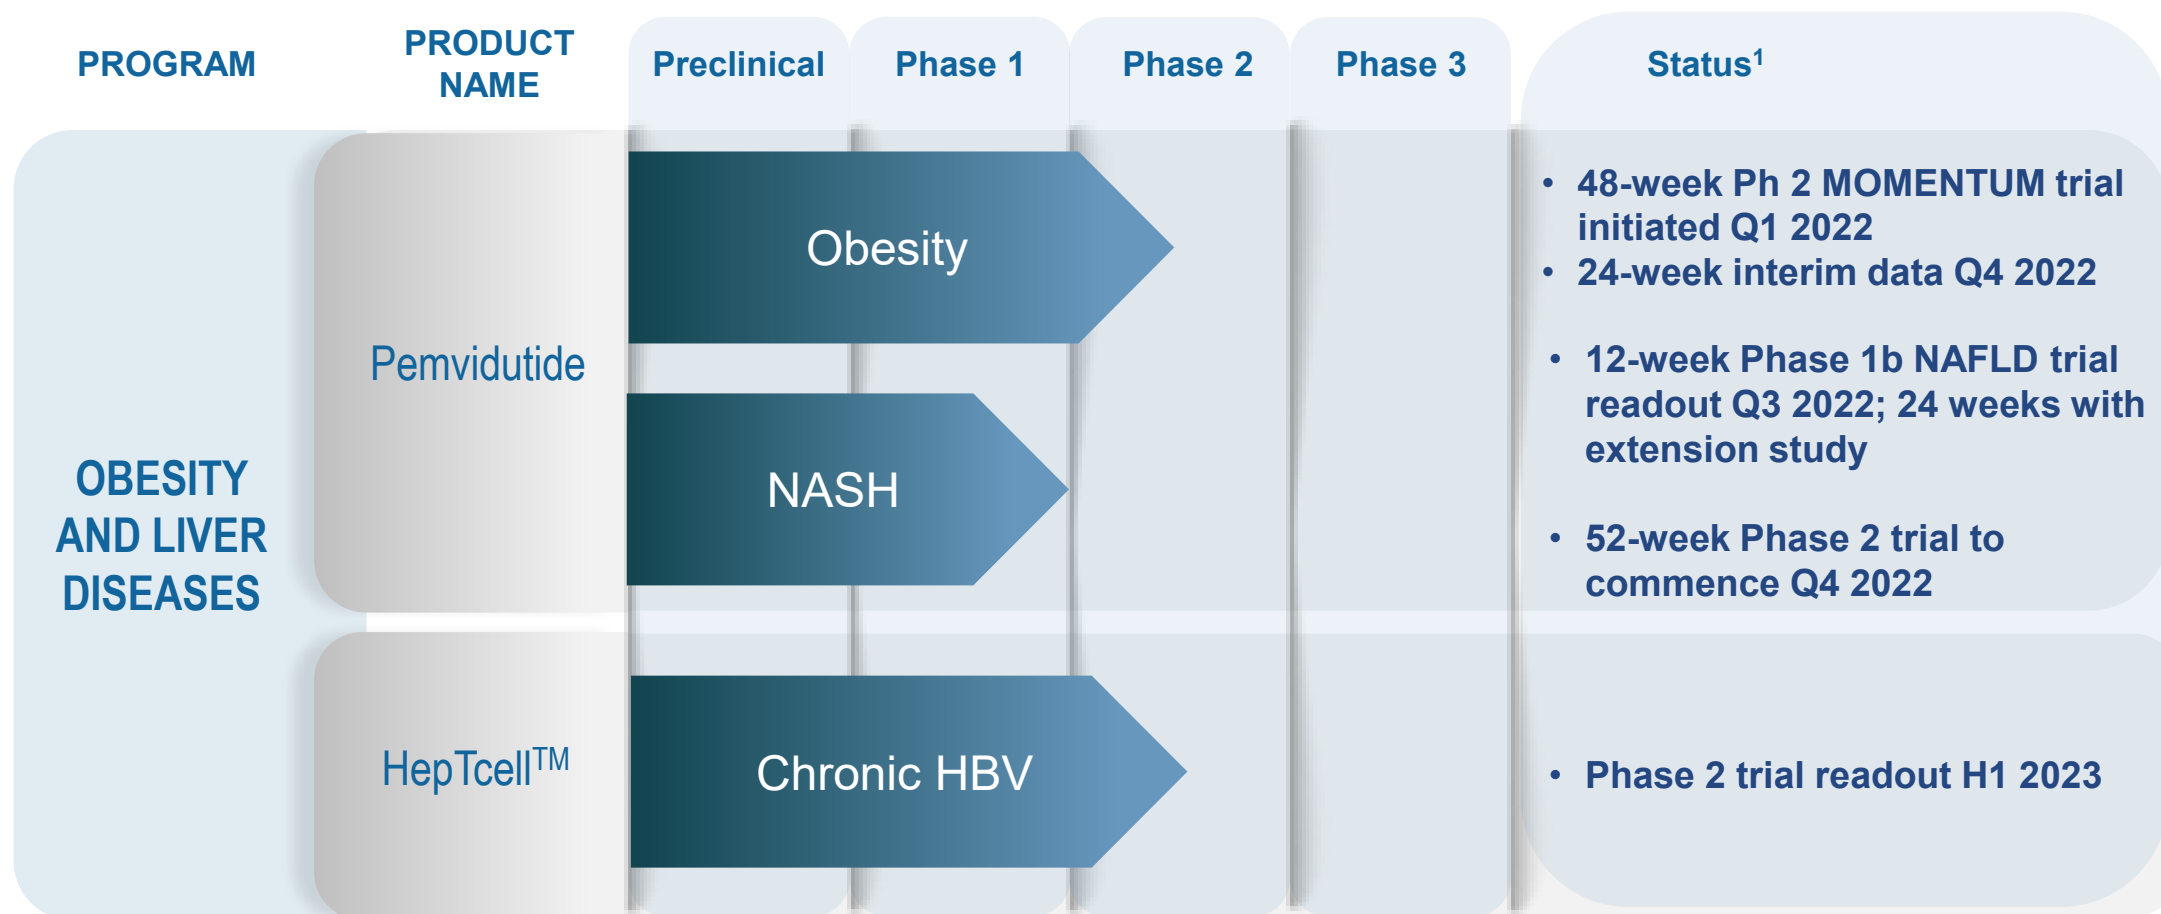 PROGRAM
PRODUCT
NAME
Preclinical
Phase 1
Phase 2
Phase 3
Status¹
OBESITY
AND LIVER
DISEASES
Pemvidutide
Obesity
• 48-week Ph 2 MOMENTUM trial
initiated Q1 2022
• 24-week interim data Q4 2022
NASH
• 12-week Phase 1b NAFLD trial
readout Q3 2022; 24 weeks with
extension study
• 52-week Phase 2 trial to
commence Q4 2022
HepTcell™
Chronic HBV
• Phase 2 trial readout H1 2023